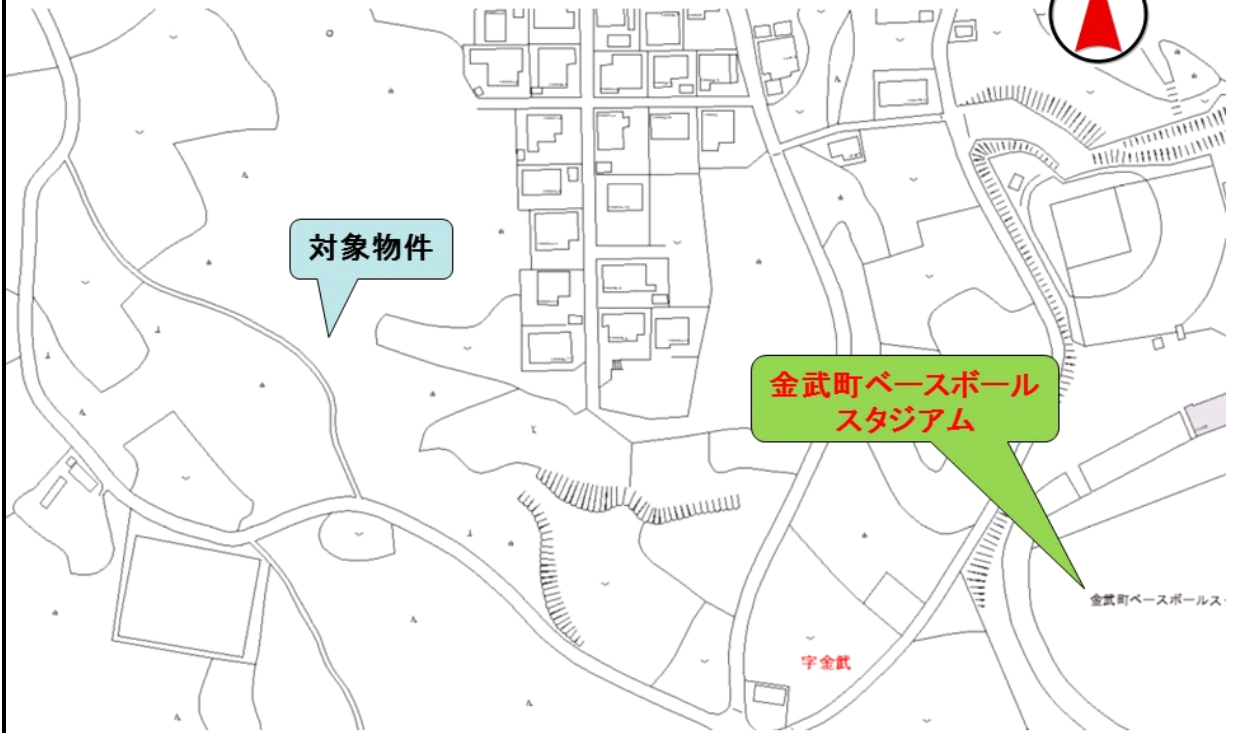 対象物件
金武町ベースボール
スタジアム
金武町ベースボールス
字金武